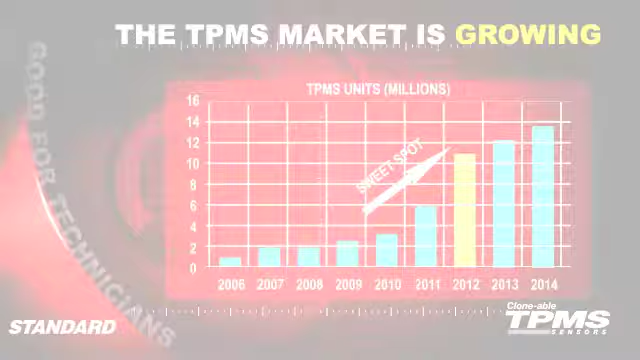 THE TPMS MARKET IS GROWING
TPMS UNITS (MILLIONS)
16
14
12
10
8
6
4
2
0
SWEET SPOT
2006 2007 2008 2009 2010 2011 2012 2013 2014
GOOD FOR TECHNICIANS
STANDARD
Clone-able
TPMS
SENSORS